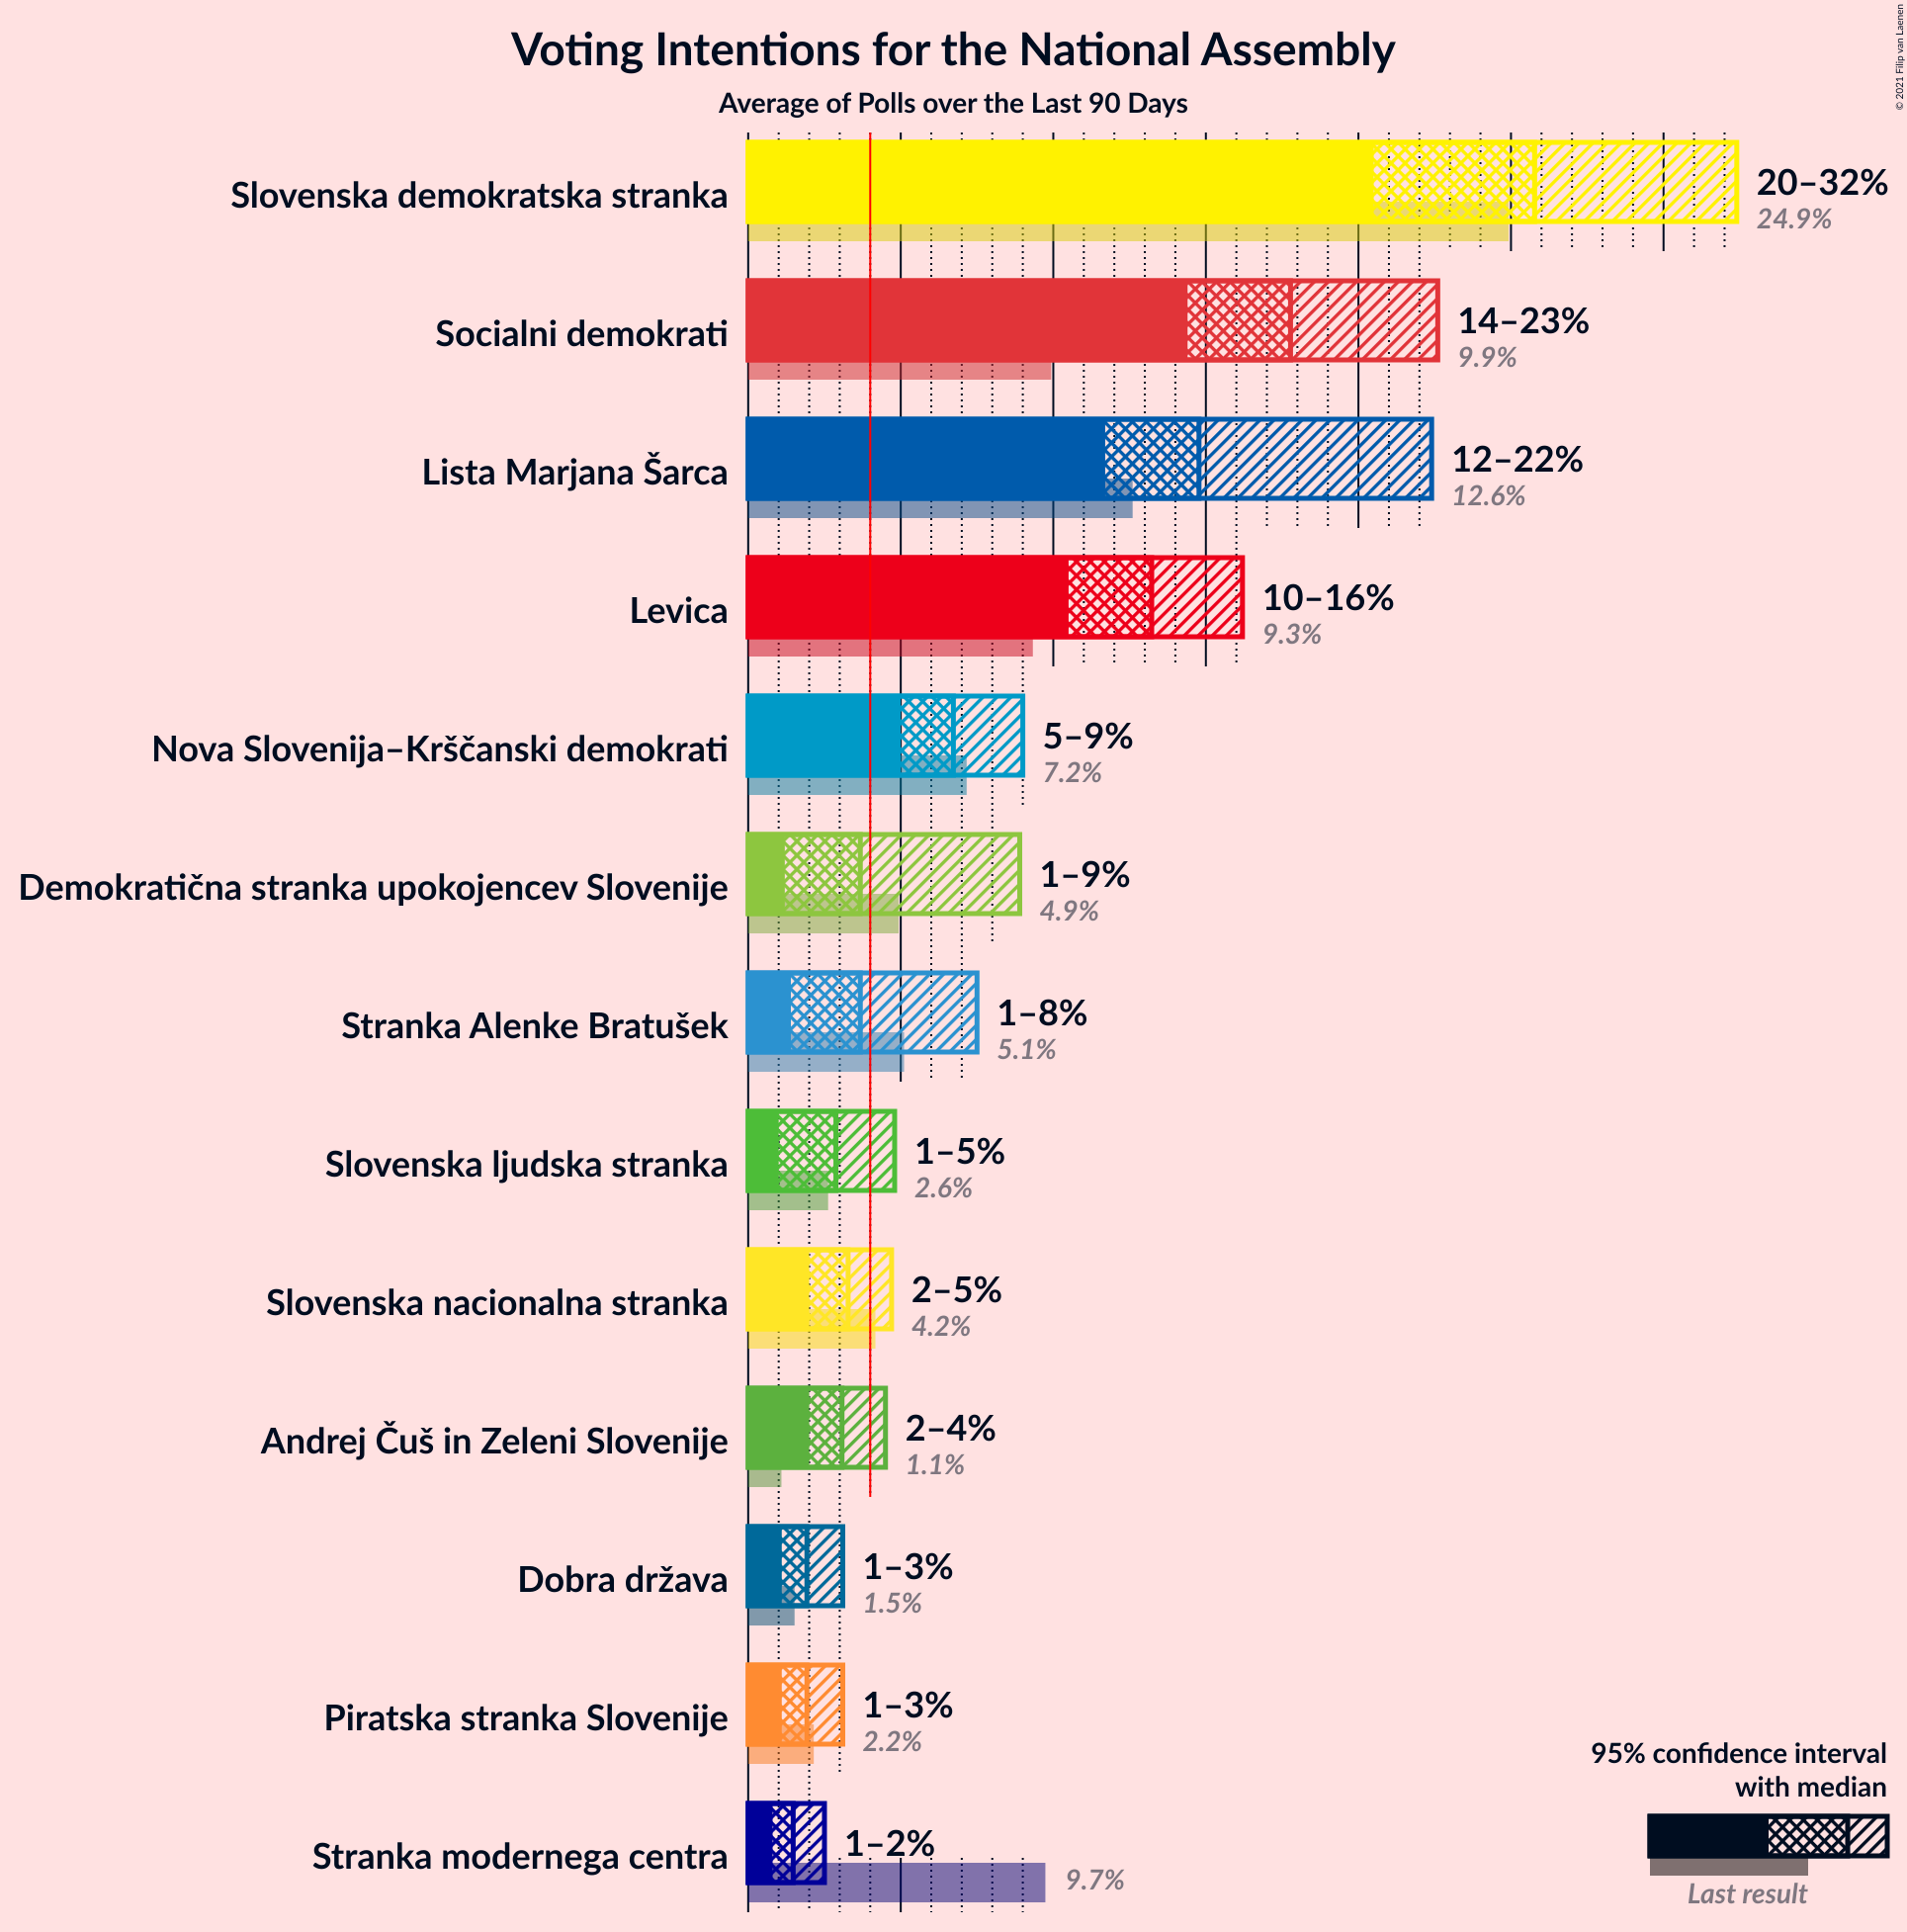 © 2021 Filip van Laenen
Voting Intentions for the National Assembly
Average of Polls over the Last 90 Days
Slovenska demokratska stranka
20–32%
24.9%
Socialni demokrati
14–23%
9.9%
Lista Marjana Šarca
12–22%
12.6%
Levica
10–16%
9.3%
Nova Slovenija–Krščanski demokrati
5–9%
7.2%
Demokratična stranka upokojencev Slovenije
1–9%
4.9%
Stranka Alenke Bratušek
1–8%
5.1%
Slovenska ljudska stranka
1–5%
2.6%
Slovenska nacionalna stranka
2–5%
4.2%
Andrej Čuš in Zeleni Slovenije
2–4%
1.1%
Dobra država
1–3%
1.5%
Piratska stranka Slovenije
1–3%
2.2%
Stranka modernega centra
1–2%
9.7%
95% confidence interval
with median
Last result